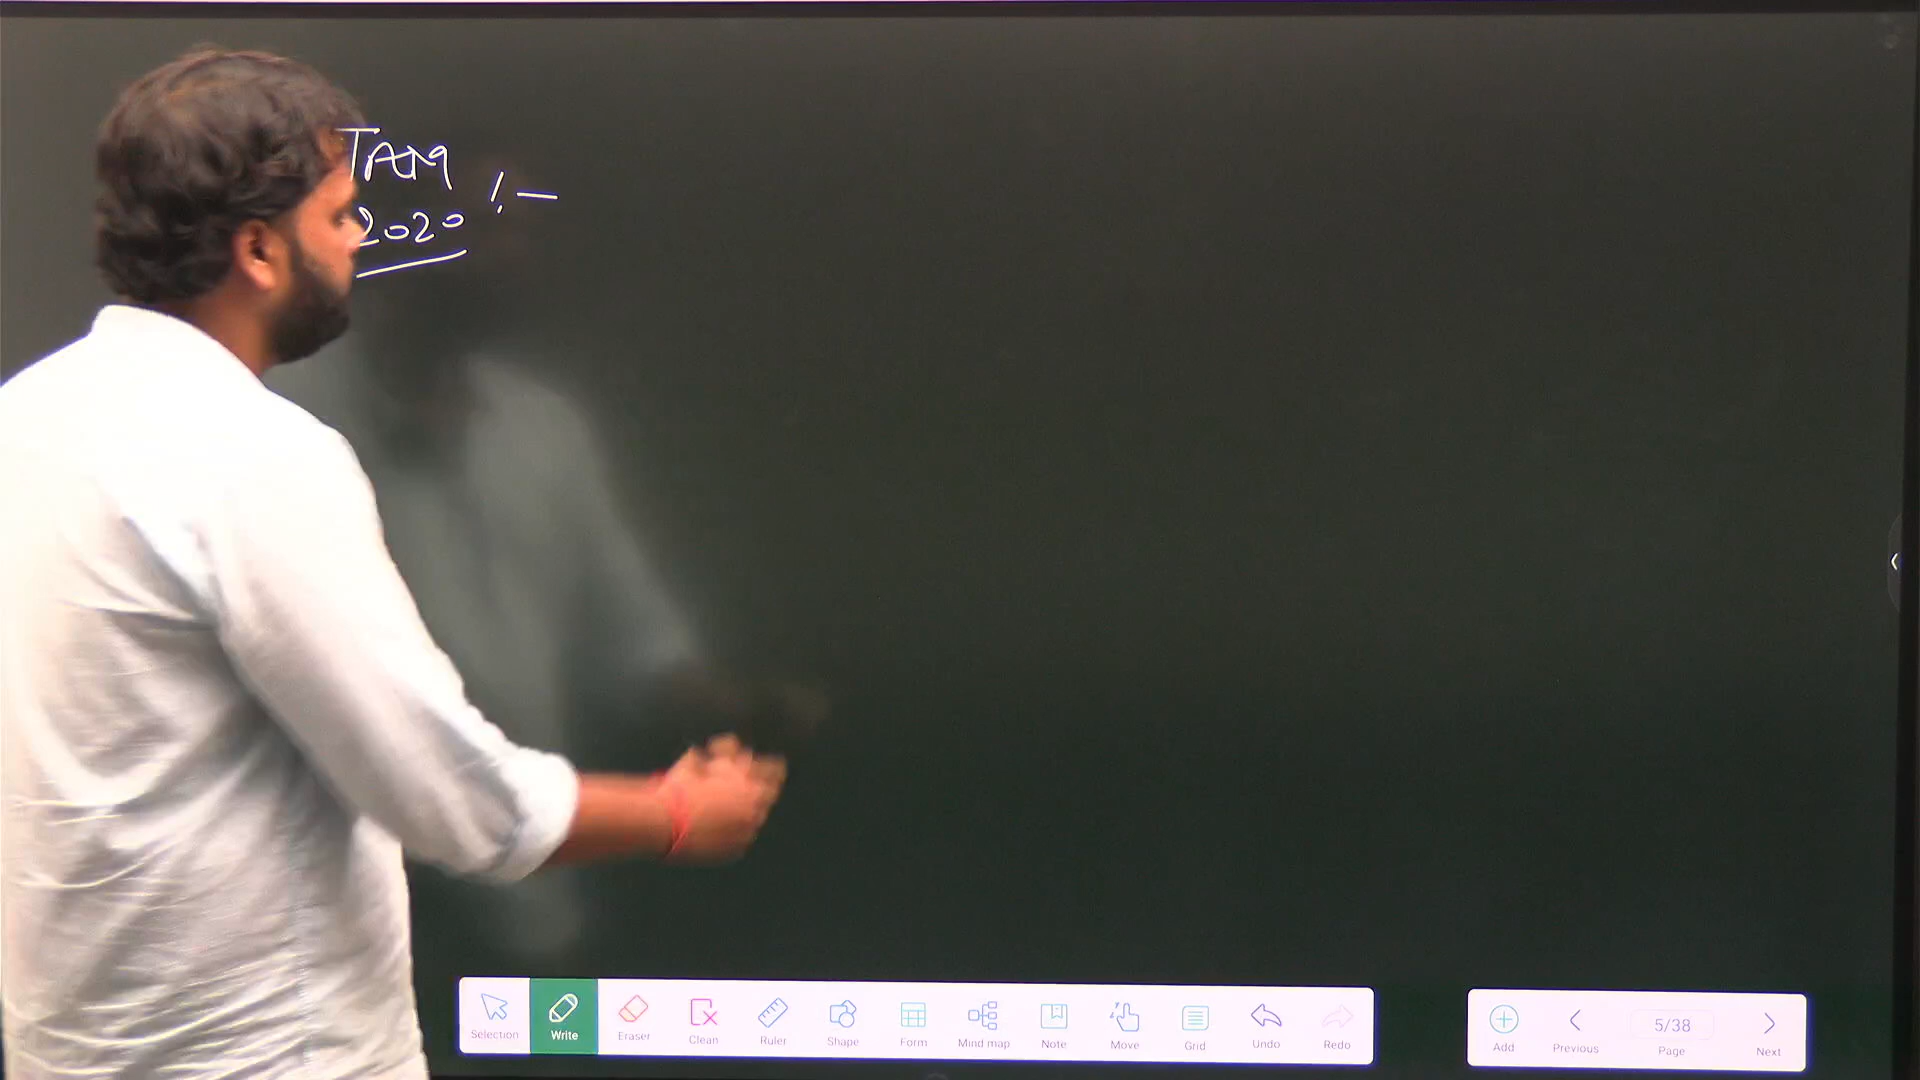 JAM
2020 :-
Selection
Write
Eraser
Clean
Ruler
Shape
Form
Mind map
Note
Move
Grid
Undo
Redo
Add
Previous
5/38
Page
Next